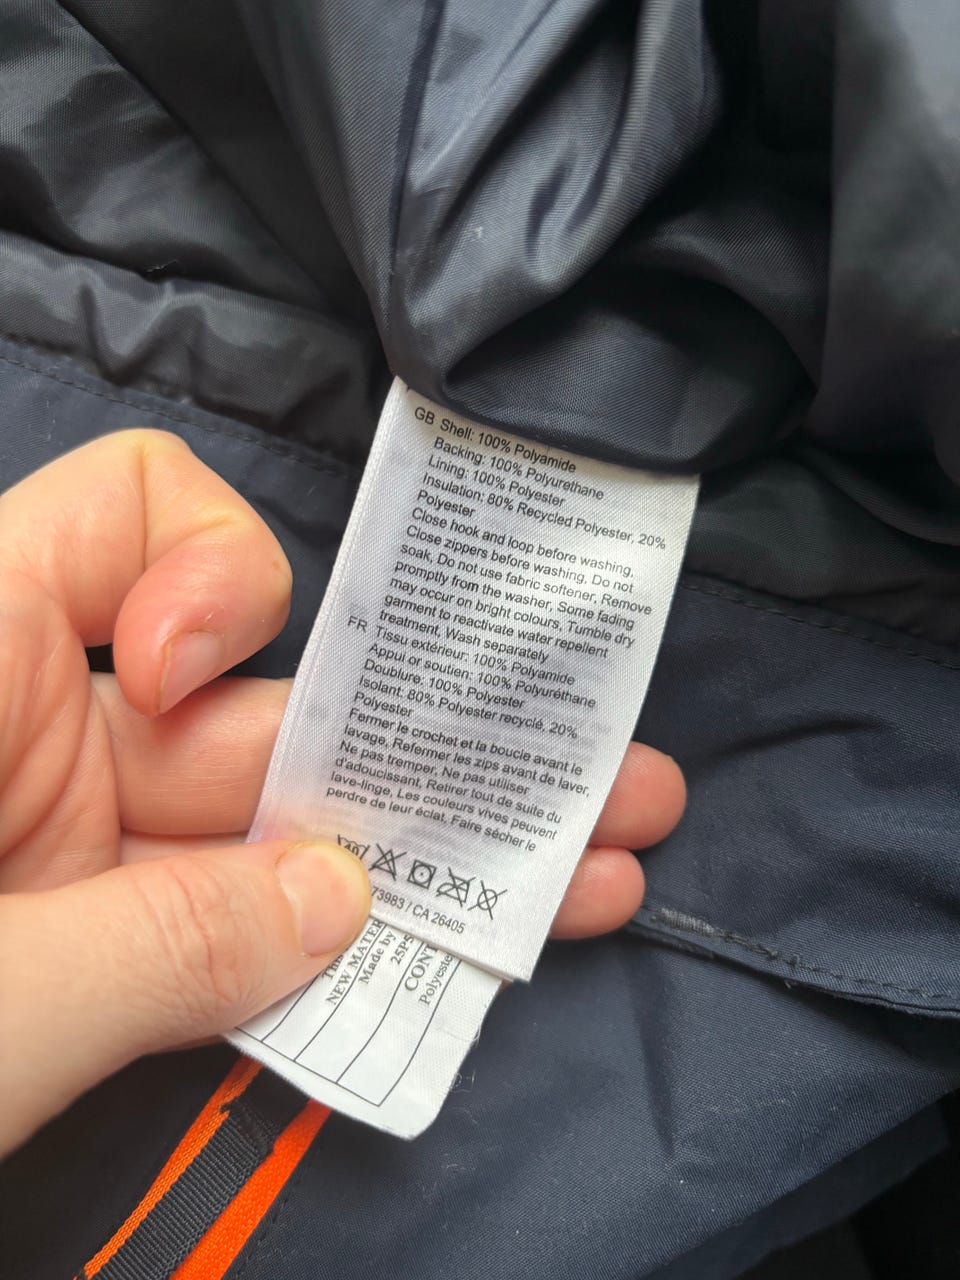 GB Shell: 100% Polyamide
Backing: 100% Polyurethane
Lining: 100% Polyester
Insulation: 80% Recycled Polyester, 20%
Polyester
Close hook and loop before washing,
Close zippers before washing, Do not
soak, Do not use fabric softener, Remove
promptly from the washer, Some fading
may occur on bright colours, Tumble dry
garment to reactivate water repellent
treatment, Wash separately
FR Tissu extérieur: 100% Polyamide
Appui or soutien: 100% Polyuréthane
Doublure: 100% Polyester
Isolant: 80% Polyester recyclé, 20%
Polyester
Fermer le crochet et la boucle avant le
lavage, Refermer les zips avant de laver,
Ne pas tremper, Ne pas utiliser
d'adoucissant, Retirer tout de suite du
lave-linge, Les couleurs vives peuvent
perdre de leur éclat, Faire sécher le
40
73983 / CA 26405
NEW MATER
Made by
25PS
CONT
Polyeste